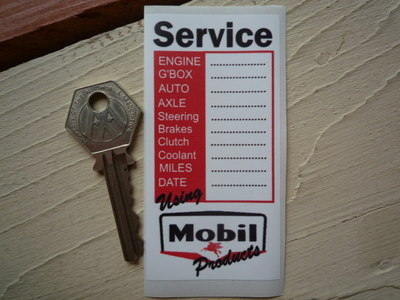 Service
ENGINE
G'BOX
AUTO
AXLE
Steering
Brakes
Clutch
Coolant
MILES
DATE
Using
Mobil
Products